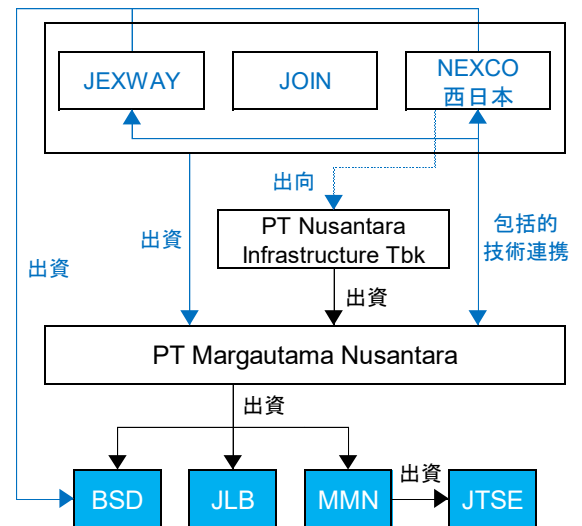 JEXWAY
JOIN
NEXCO
西日本
出向
PT Nusantara
Infrastructure Tbk
出資
出資
包括的
技術連携
出資
PT Margautama Nusantara
出資
出資
BSD
JLB
MMN
JTSE